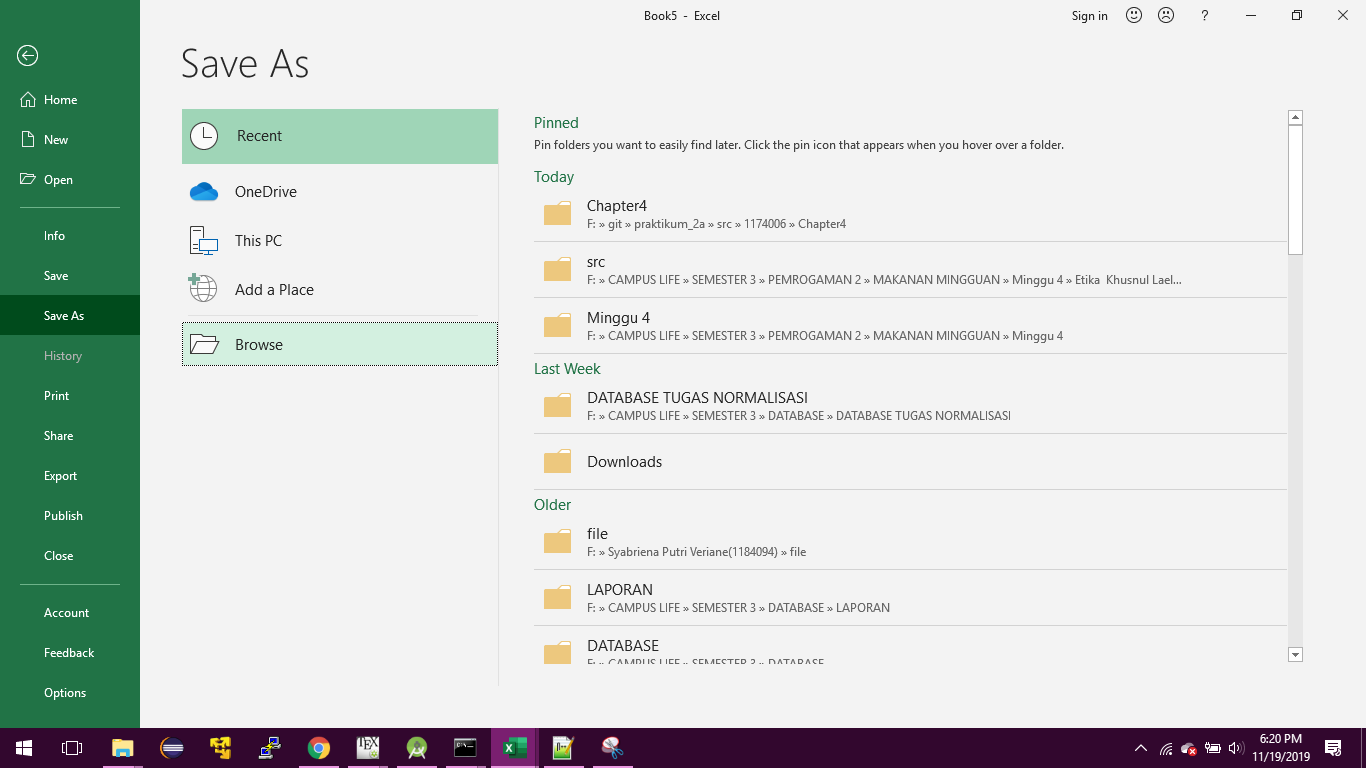 Book5 - Excel
Sign in
?
Save As
Home
New
Open
Info
Save
Save As
History
Print
Share
Export
Publish
Close
Account
Feedback
Options
Recent
OneDrive
This PC
Add a Place
Browse
Pinned
Pin folders you want to easily find later. Click the pin icon that appears when you hover over a folder.
Today
Chapter4
F: » git » praktikum_2a » src » 1174006 » Chapter4
src
F: » CAMPUS LIFE » SEMESTER 3 » PEMROGAMAN 2 » MAKANAN MINGGUAN » Minggu 4 » Etika  Khusnul Lael...
Minggu 4
F: » CAMPUS LIFE » SEMESTER 3 » PEMROGAMAN 2 » MAKANAN MINGGUAN » Minggu 4
Last Week
DATABASE TUGAS NORMALISASI
F: » CAMPUS LIFE » SEMESTER 3 » DATABASE » DATABASE TUGAS NORMALISASI
Downloads
Older
file
F: » Syabriena Putri Veriane(1184094) » file
LAPORAN
F: » CAMPUS LIFE » SEMESTER 3 » DATABASE » LAPORAN
DATABASE
F: » CAMPUS LIFE » SEMESTER 3 » DATABASE
TEX
6:20 PM
11/19/2019